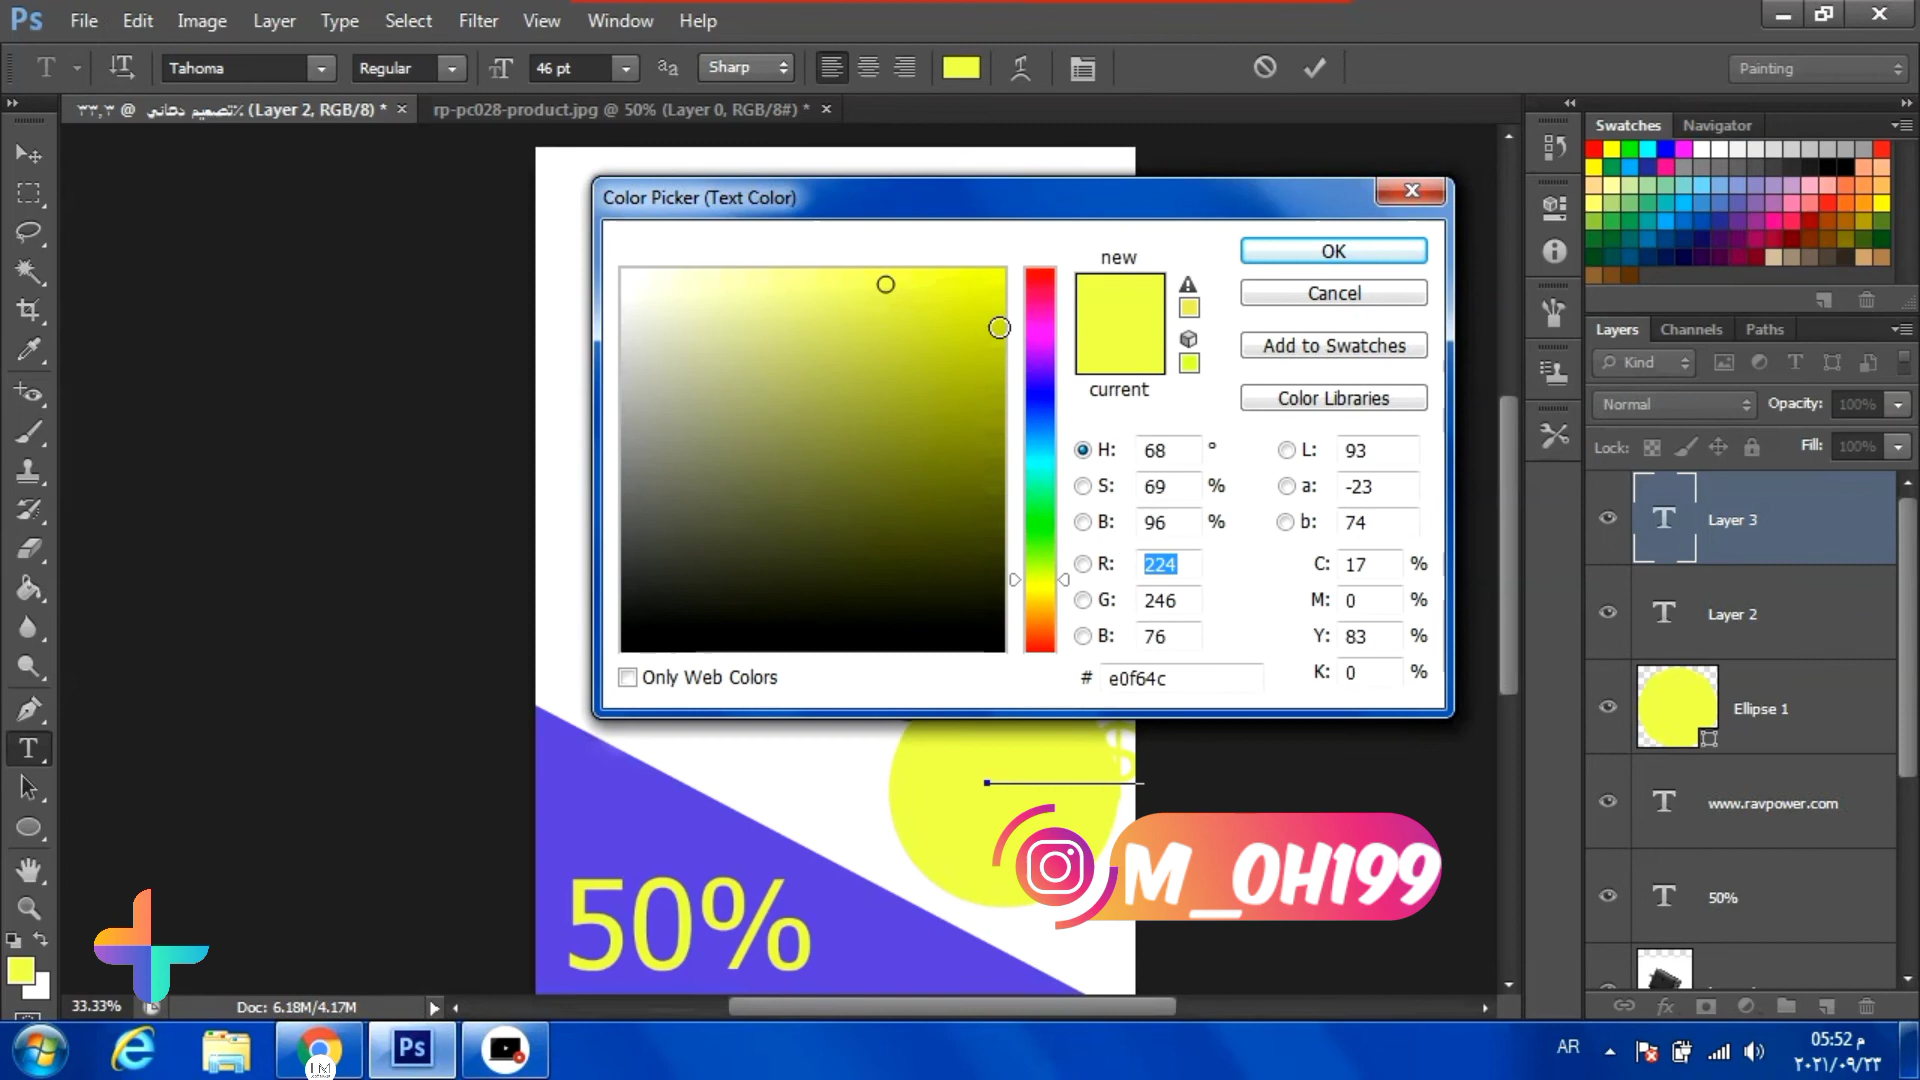 Ps File Edit Image Layer Type Select Filter View Window Help
T Tahoma Regular 46 pt aa Sharp Painting
تصميم دعائي @ ٣٣,٣٪ (Layer 2, RGB/8) * × rp-pc028-product.jpg @ 50% (Layer 0, RGB/8#) * ×
Swatches Navigator
Color Picker (Text Color)
new
current
OK
Cancel
Add to Swatches
Color Libraries
H: 68 ° L: 93
S: 69 % a: -23
B: 96 % b: 74
R: 224 C: 17 %
G: 246 M: 0 %
B: 76 Y: 83 %
# e0f64c K: 0 %
Only Web Colors
Layers Channels Paths
Kind
Normal Opacity: 100%
Lock: Fill: 100%
T Layer 3
T Layer 2
Ellipse 1
T www.ravpower.com
T 50%
$
50%
M_OH199
33.33% Doc: 6.18M/4.17M
Ps
AR
05:52 م
٢٠٢١/٠٩/٢٣